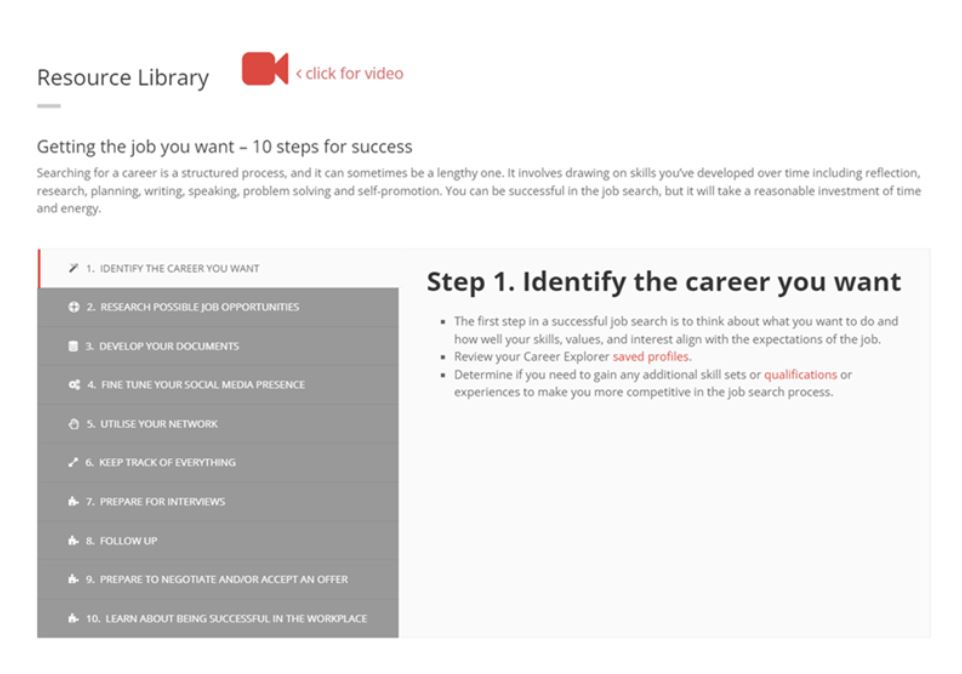 Resource Library
‹ click for video
Getting the job you want – 10 steps for success
Searching for a career is a structured process, and it can sometimes be a lengthy one. It involves drawing on skills you’ve developed over time including reflection,
research, planning, writing, speaking, problem solving and self-promotion. You can be successful in the job search, but it will take a reasonable investment of time
and energy.
1. IDENTIFY THE CAREER YOU WANT
2. RESEARCH POSSIBLE JOB OPPORTUNITIES
3. DEVELOP YOUR DOCUMENTS
4. FINE TUNE YOUR SOCIAL MEDIA PRESENCE
5. UTILISE YOUR NETWORK
6. KEEP TRACK OF EVERYTHING
7. PREPARE FOR INTERVIEWS
8. FOLLOW UP
9. PREPARE TO NEGOTIATE AND/OR ACCEPT AN OFFER
10. LEARN ABOUT BEING SUCCESSFUL IN THE WORKPLACE
Step 1. Identify the career you want
▪ The first step in a successful job search is to think about what you want to do and
how well your skills, values, and interest align with the expectations of the job.
▪ Review your Career Explorer saved profiles.
▪ Determine if you need to gain any additional skill sets or qualifications or
experiences to make you more competitive in the job search process.